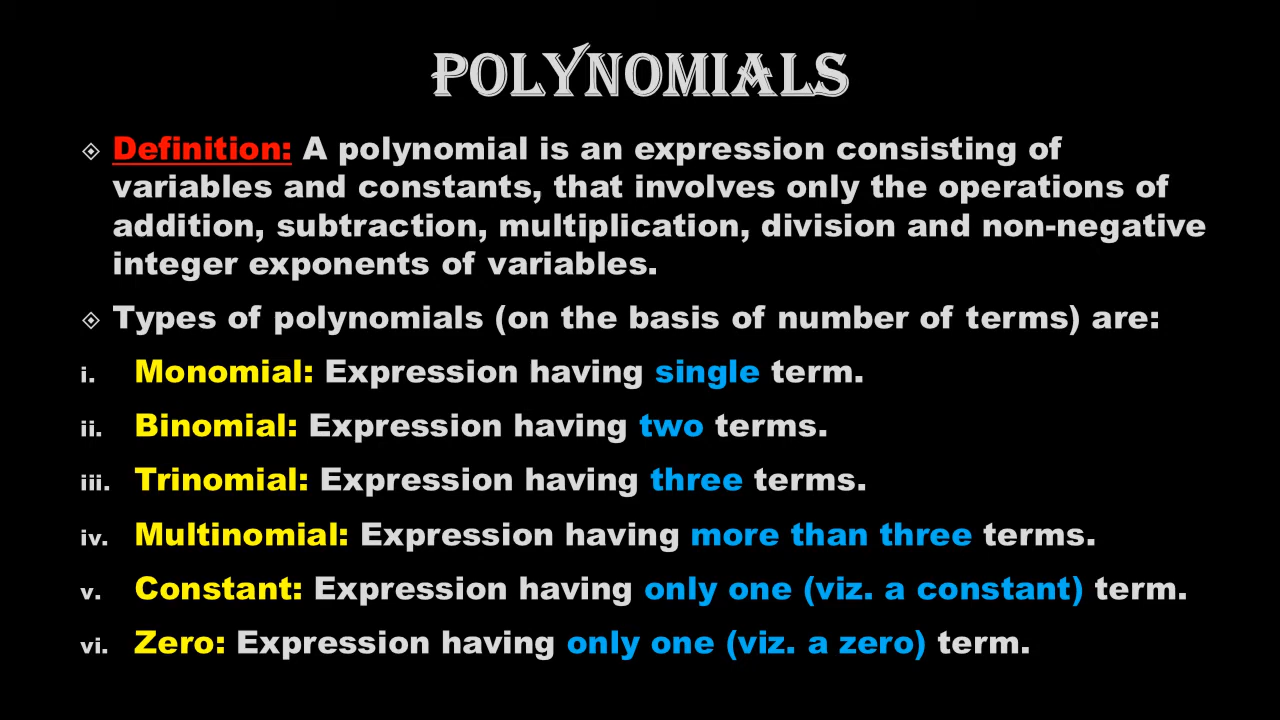 POLYNOMIALS
Definition: A polynomial is an expression consisting of
variables and constants, that involves only the operations of
addition, subtraction, multiplication, division and non-negative
integer exponents of variables.
Types of polynomials (on the basis of number of terms) are:
i. Monomial: Expression having single term.
ii. Binomial: Expression having two terms.
iii. Trinomial: Expression having three terms.
iv. Multinomial: Expression having more than three terms.
v. Constant: Expression having only one (viz. a constant) term.
vi. Zero: Expression having only one (viz. a zero) term.